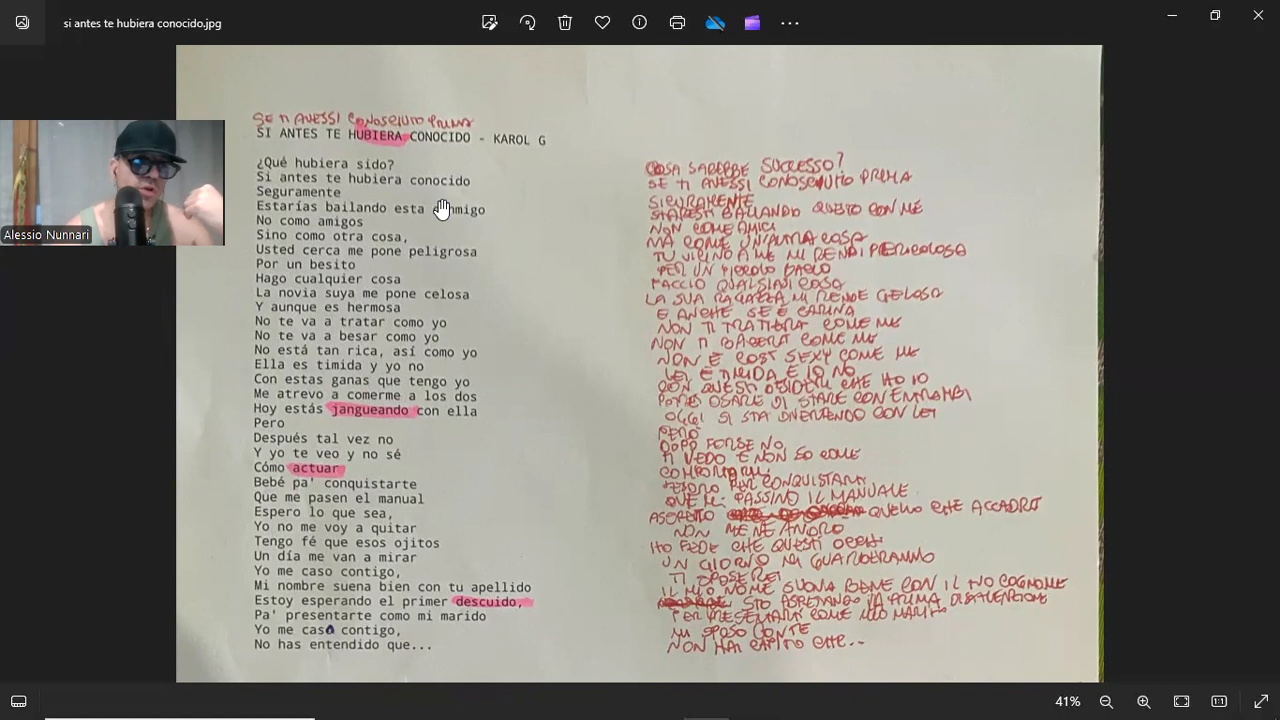 si antes te hubiera conocido.jpg
Alessio Nunnari
SE TI AVESSI CONOSCIUTO PRIMA
SI ANTES TE HUBIERA CONOCIDO - KAROL G
¿Qué hubiera sido?
Si antes te hubiera conocido
Seguramente
Estarías bailando esta
No como amigos
Sino como otra cosa,
Usted cerca me pone peligrosa
Por un besito
Hago cualquier cosa
La novia suya me pone celosa
Y aunque es hermosa
No te va a tratar como yo
No te va a besar como yo
No está tan rica, así como yo
Ella es timida y yo no
Con estas ganas que tengo yo
Me atrevo a comerme a los dos
Hoy estás jangueando con ella
Pero
Después tal vez no
Y yo te veo y no sé
Cómo actuar
Bebé pa' conquistarte
Que me pasen el manual
Espero lo que sea,
Yo no me voy a quitar
Tengo fé que esos ojitos
Un día me van a mirar
Yo me caso contigo,
Mi nombre suena bien con tu apellido
Estoy esperando el primer descuido,
Pa' presentarte como mi marido
Yo me caso contigo,
No has entendido que...
COSA SAREBBE SUCCESSO?
SE TI AVESSI CONOSCIUTO PRIMA
SICURAMENTE
STARESTI BALLANDO QUESTO CON ME
NON COME AMICI
MA COME UN'ALTRA COSA
TU VICINO A ME MI RENDI PERICOLOSA
PER UN PICCOLO BACIO
FACCIO QUALSIASI COSA
LA SUA RAGAZZA MI RENDE GELOSA
E ANCHE SE È CARINA
NON TI TRATTERÀ COME ME
NON TI BACERÀ COME ME
NON È COSÌ SEXY COME ME
LEI È TIMIDA E IO NO
CON QUESTI DESIDERI CHE HO IO
POTREI OSARE DI STARE CON ENTRAMBI
OGGI SI STA DIVERTENDO CON LEI
PERÒ
DOPO FORSE NO
TI VEDO E NON SO COME
COMPORTARMI
TESORO PER CONQUISTARTI
CHE MI PASSINO IL MANUALE
ASPETTO QUELLO CHE ACCADRÀ
NON ME NE ANDRÒ
HO FEDE CHE QUESTI OCCHI
UN GIORNO MI GUARDERANNO
TI SPOSEREI
IL MIO NOME SUONA BENE CON IL TUO COGNOME
STO ASPETTANDO LA PRIMA DISATTENZIONE
PER PRESENTARTI COME MIO MARITO
MI SPOSO CON TE
NON HAI CAPITO CHE...
41%